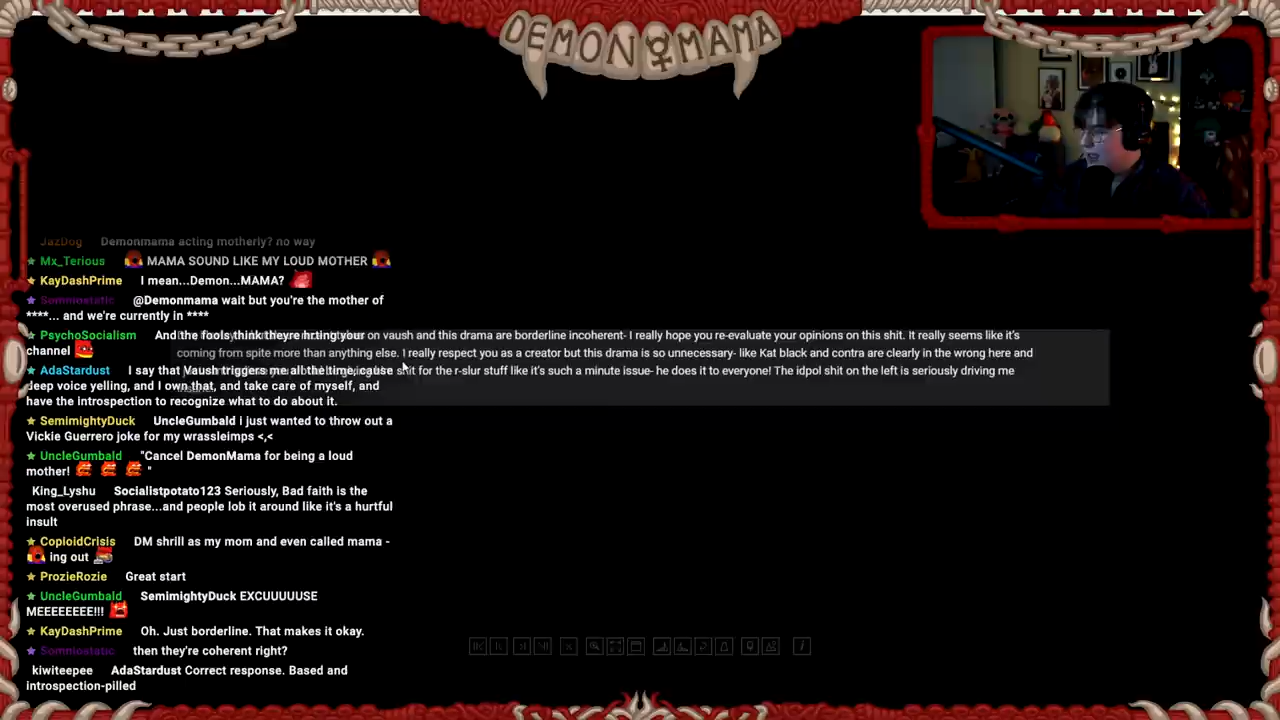 DEMON MAMA
JazDog Demonmama acting motherly? no way
Mx_Terious MAMA SOUND LIKE MY LOUD MOTHER
KayDashPrime I mean...Demon...MAMA?
Somniostatic @Demonmama wait but you're the mother of
****... and we're currently in ****
PsychoSocialism And the fools think theyre hrting your
channel
on vaush and this drama are borderline incoherent- I really hope you re-evaluate your opinions on this shit. It really seems like it's
coming from spite more than anything else. I really respect you as a creator but this drama is so unnecessary- like Kat black and contra are clearly in the wrong here and
shit for the r-slur stuff like it's such a minute issue- he does it to everyone! The idpol shit on the left is seriously driving me
AdaStardust I say that Vaush triggers me all the time, cause
deep voice yelling, and I own that, and take care of myself, and
have the introspection to recognize what to do about it.
SemimightyDuck UncleGumbald i just wanted to throw out a
Vickie Guerrero joke for my wrassleimps <,<
UncleGumbald "Cancel DemonMama for being a loud
mother! "
King_Lyshu Socialistpotato123 Seriously, Bad faith is the
most overused phrase...and people lob it around like it's a hurtful
insult
CopioidCrisis DM shrill as my mom and even called mama -
ing out
ProzieRozie Great start
UncleGumbald SemimightyDuck EXCUUUUSE
MEEEEEEEE!!!
KayDashPrime Oh. Just borderline. That makes it okay.
Somniostatic then they're coherent right?
kiwiteepee AdaStardust Correct response. Based and
introspection-pilled